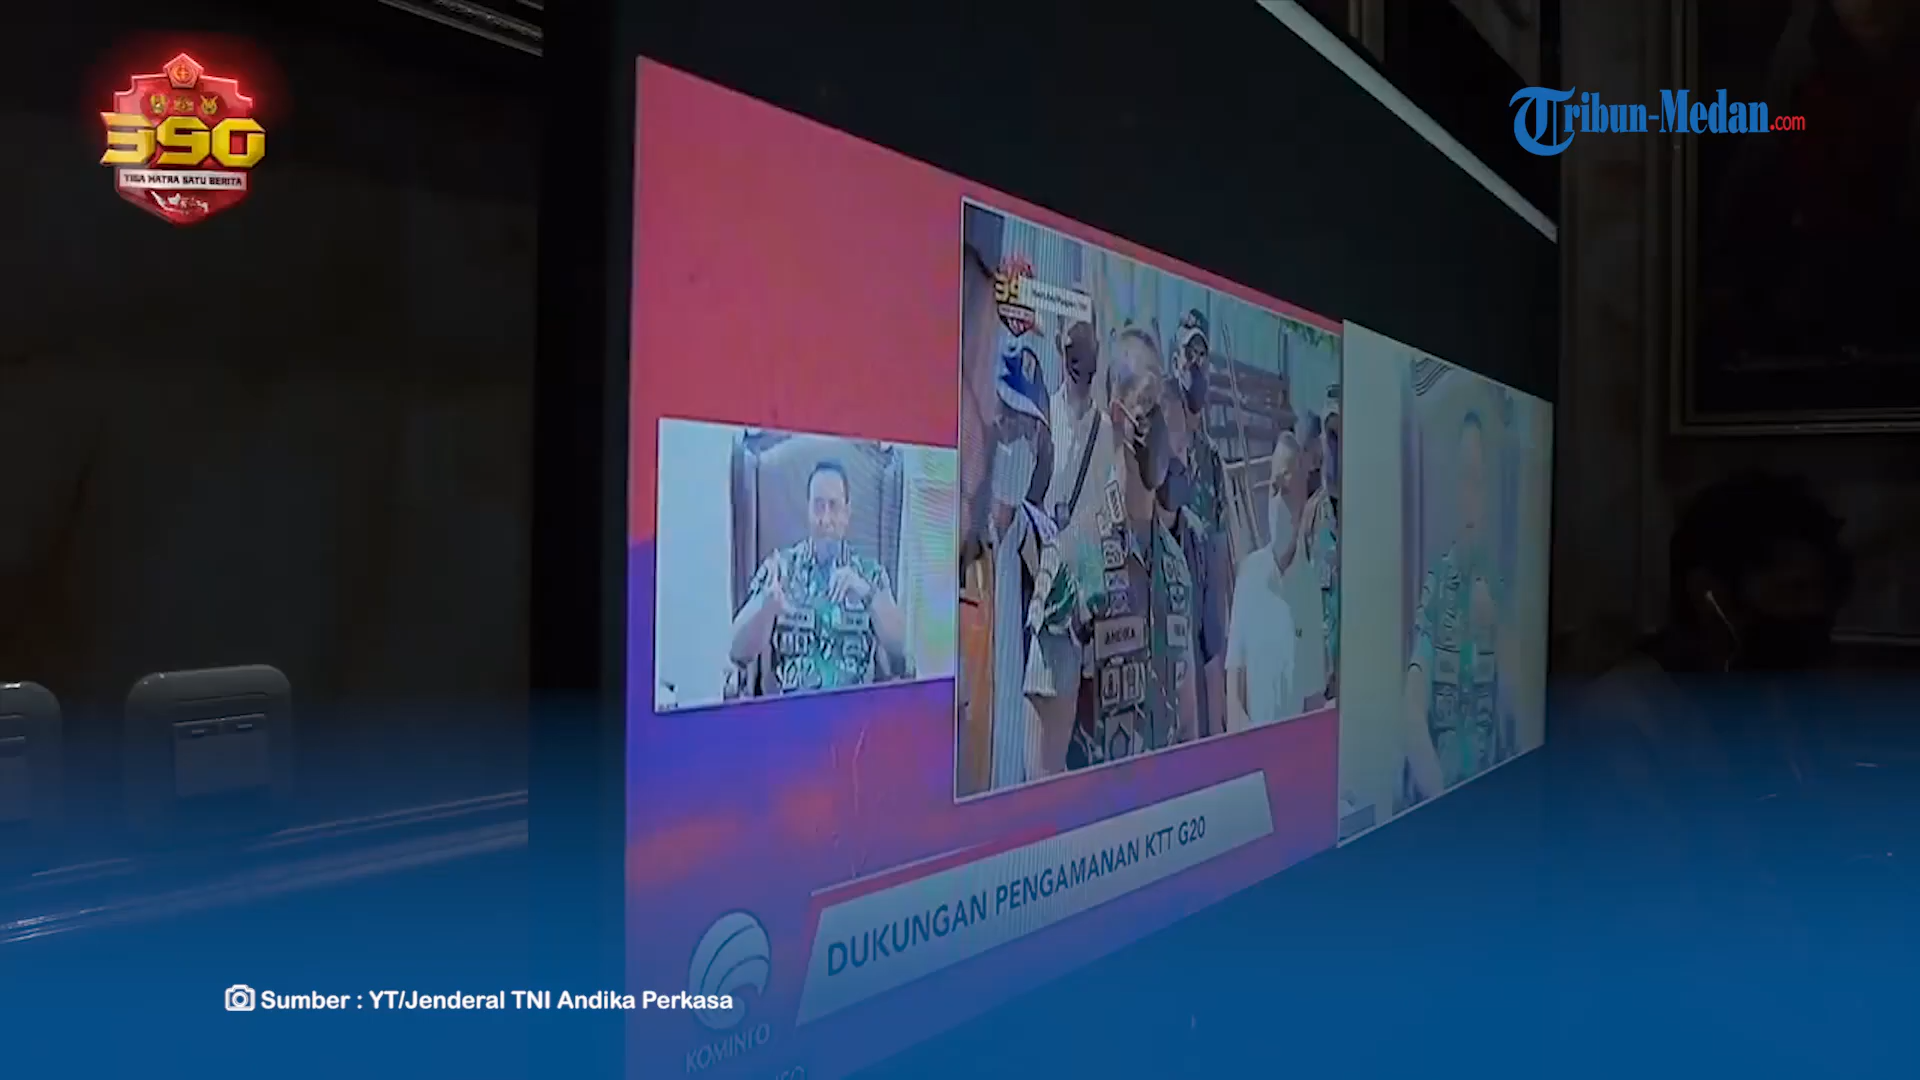 TIGA MATRA SATU BERITA
Tribun-Medan.com
ANDIKA
DUKUNGAN PENGAMANAN KTT G20
KOMINFO
Sumber : YT/Jenderal TNI Andika Perkasa